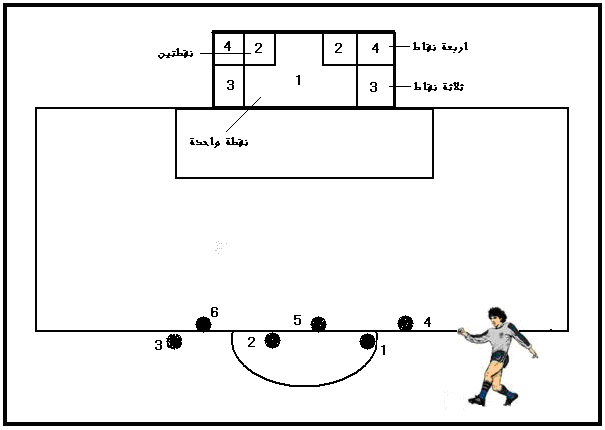 4 2 2 4 اربعة نقاط
نقطتين
3 1 3 ثلاثة نقاط
نقطة واحدة
6 5 4
3 2 1